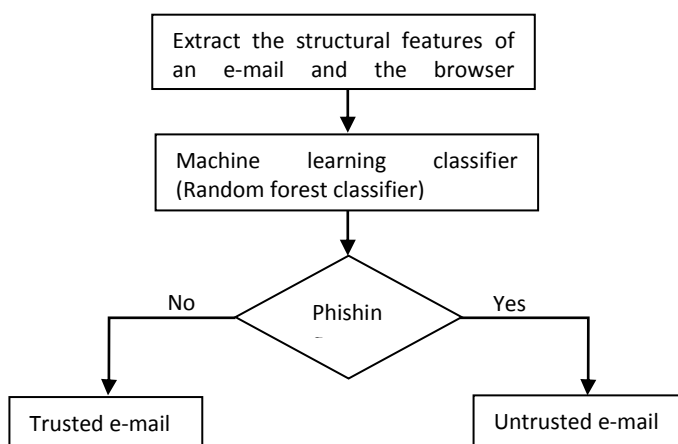 Extract the structural features of
an e-mail and the browser
Machine learning classifier
(Random forest classifier)
No
Phishin
Yes
Trusted e-mail
Untrusted e-mail